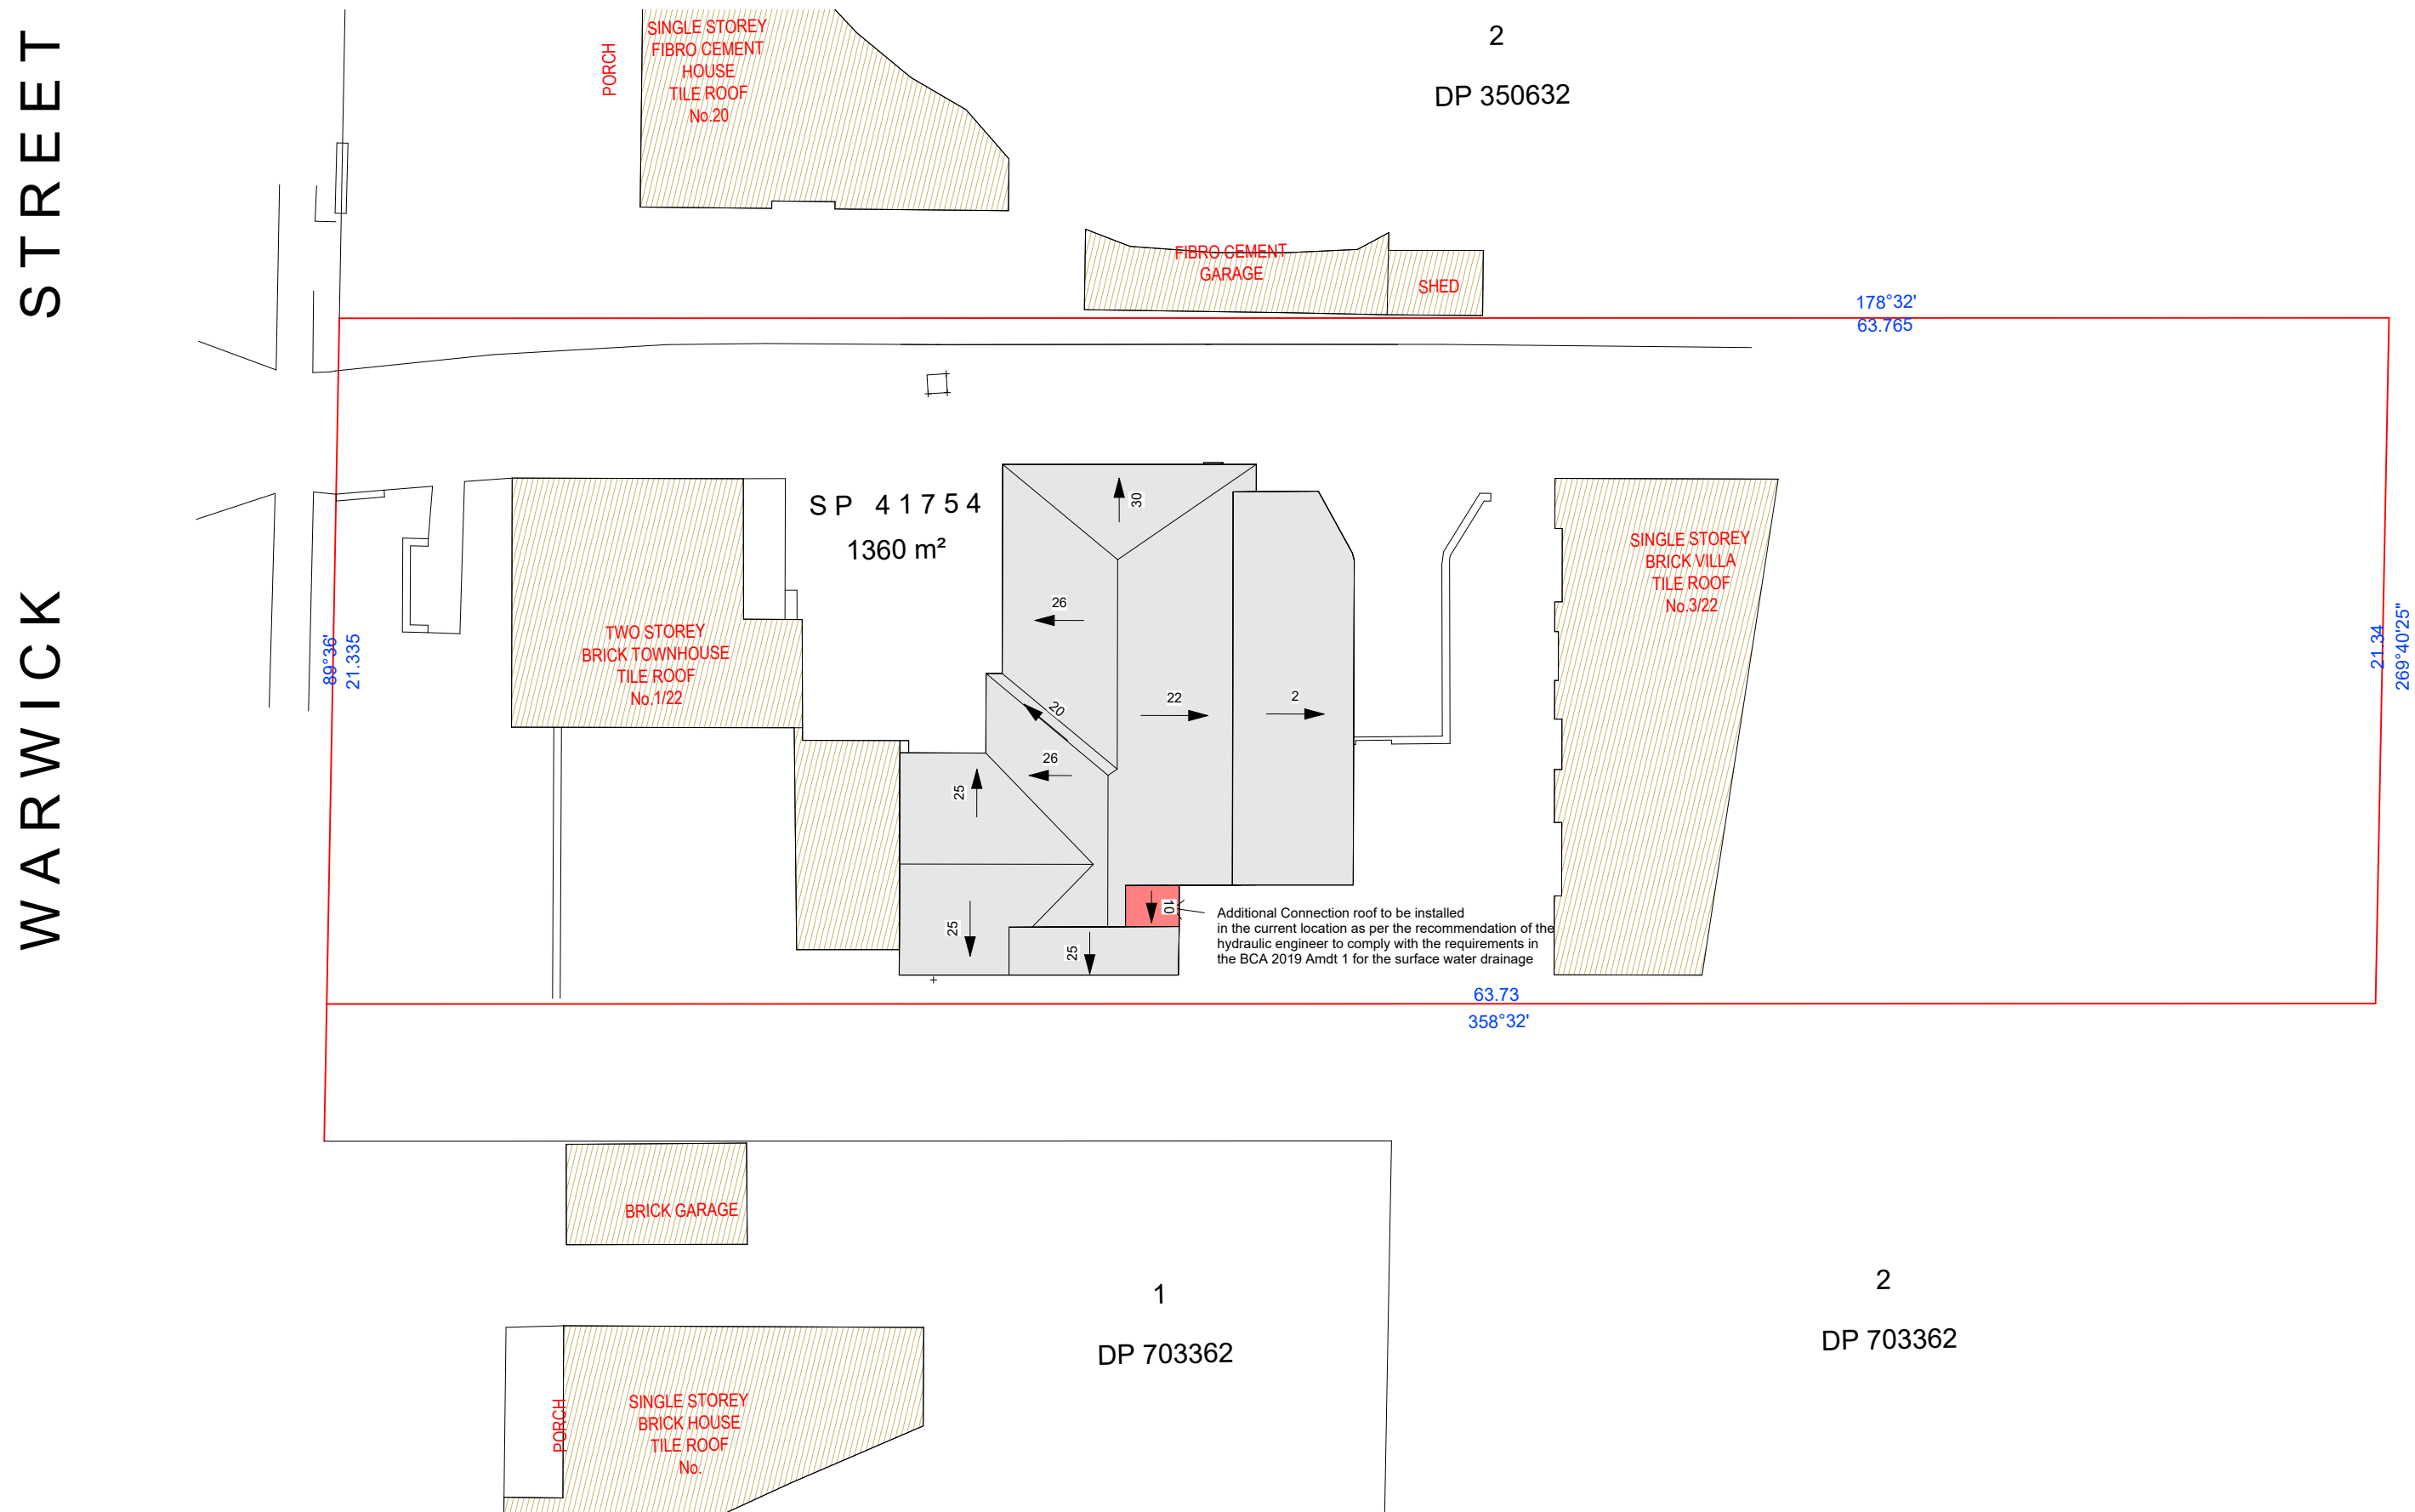 WARWICK STREET
SINGLE STOREY
FIBRO CEMENT
HOUSE
TILE ROOF
No.20
PORCH
2
DP 350632
FIBRO CEMENT
GARAGE
SHED
178°32'
63.765
SP 41754
1360 m²
30
26
20
26
22
2
25
25
25
10
TWO STOREY
BRICK TOWNHOUSE
TILE ROOF
No.1/22
SINGLE STOREY
BRICK VILLA
TILE ROOF
No.3/22
89°36'
21.335
21.34
269°40'25"
Additional Connection roof to be installed
in the current location as per the recommendation of the
hydraulic engineer to comply with the requirements in
the BCA 2019 Amdt 1 for the surface water drainage
63.73
358°32'
BRICK GARAGE
1
DP 703362
2
DP 703362
PORCH
SINGLE STOREY
BRICK HOUSE
TILE ROOF
No.